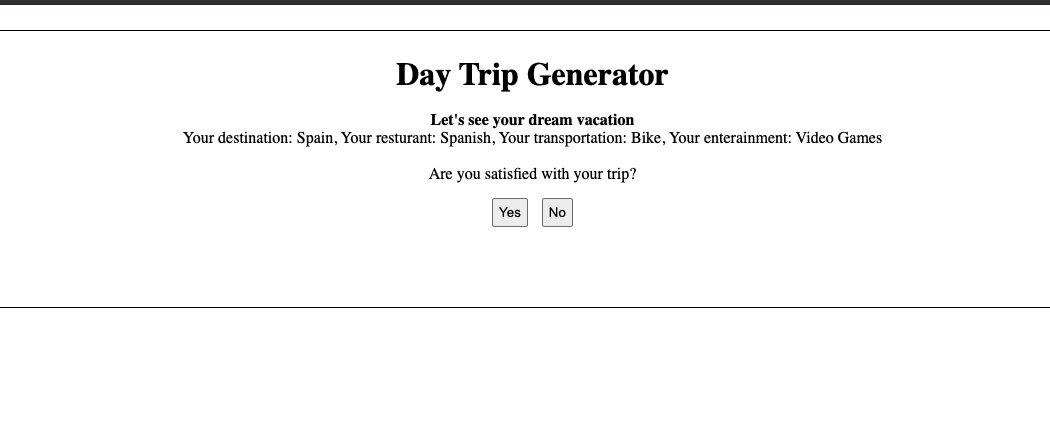 Day Trip Generator
Let's see your dream vacation
Your destination: Spain, Your resturant: Spanish, Your transportation: Bike, Your enterainment: Video Games
Are you satisfied with your trip?
Yes No